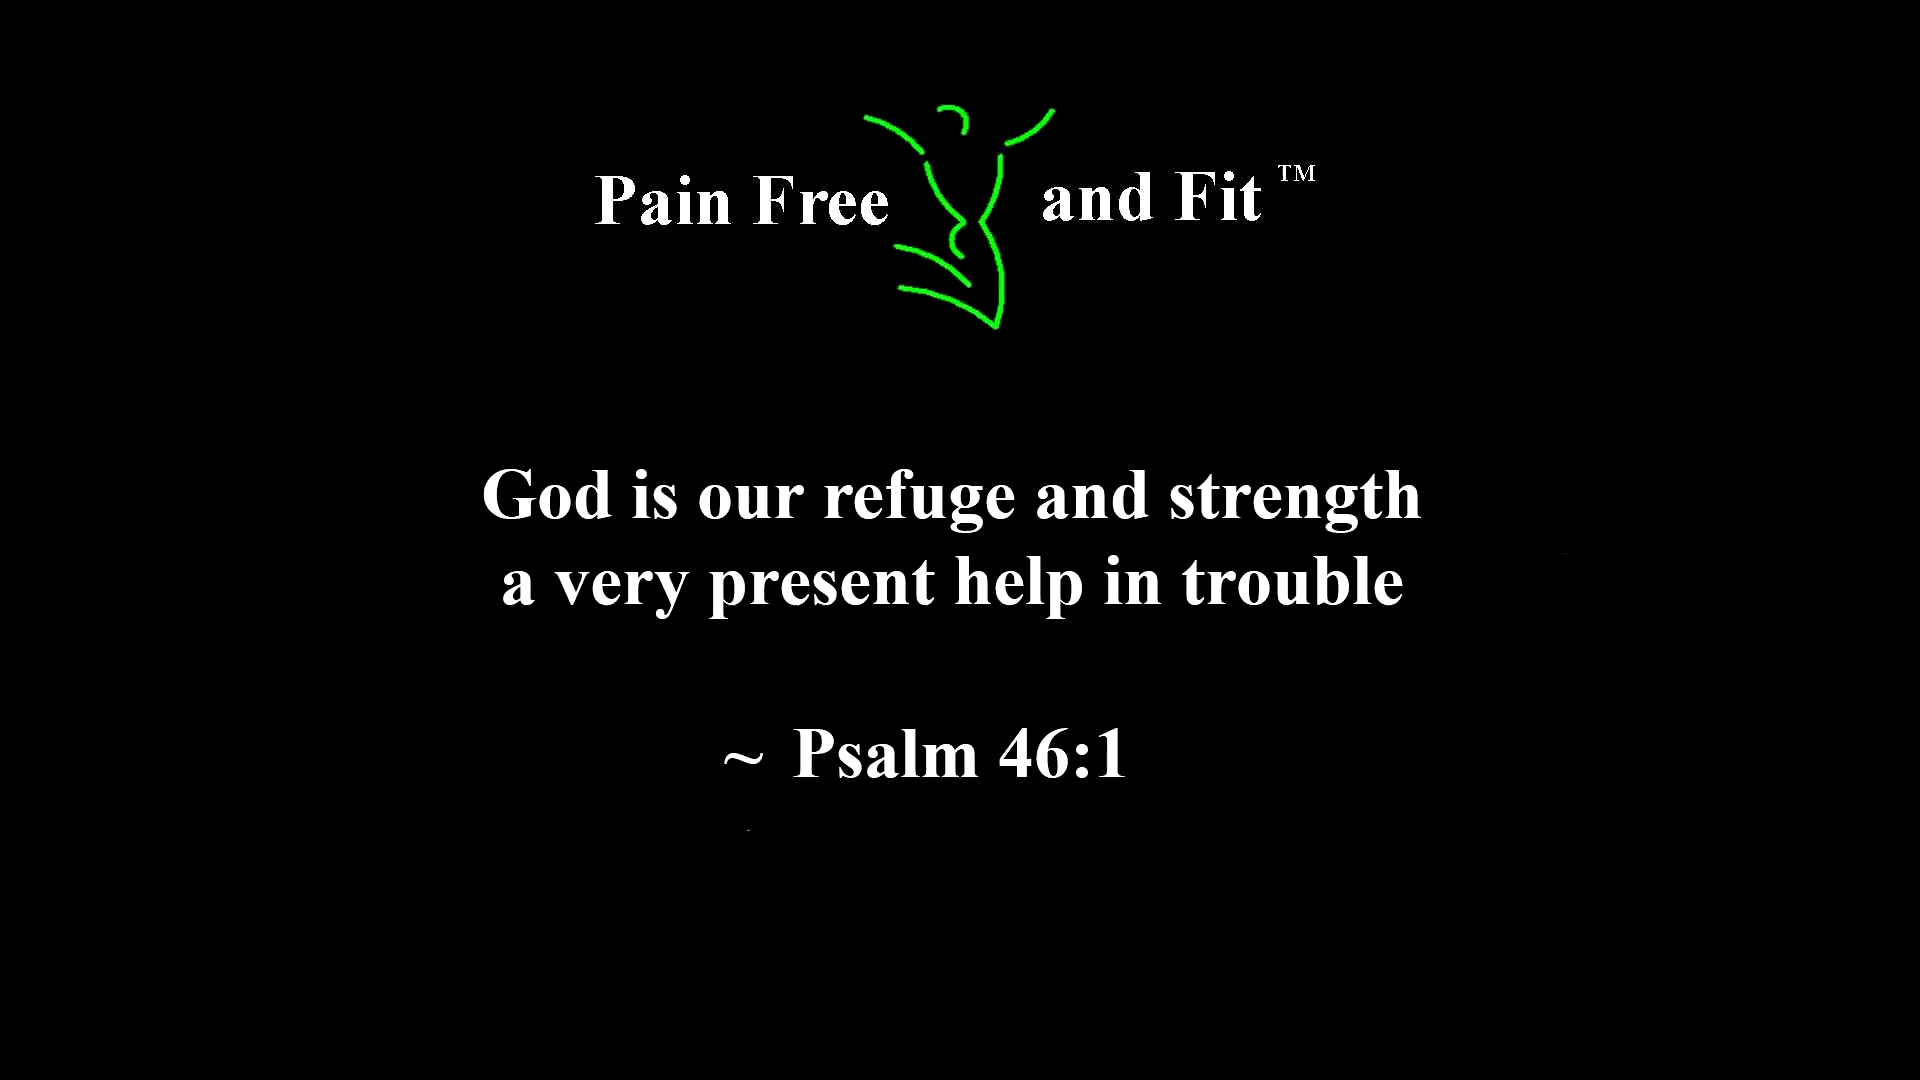 Pain Free and Fit ™
God is our refuge and strength
a very present help in trouble
~ Psalm 46:1